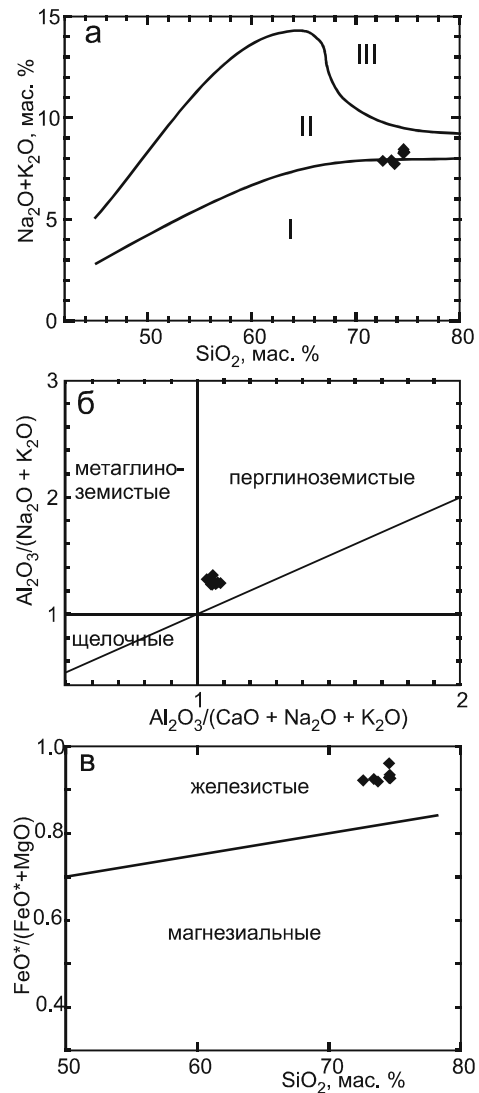 а
15
10
5
0
Na₂O+K₂O, мас. %
III
II
I
50 60 70 80
SiO₂, мас. %
б
3
2
1
Al₂O₃/(Na₂O + K₂O)
метаглино-
земистые
перглиноземистые
щелочные
1 2
Al₂O₃/(CaO + Na₂O + K₂O)
в
1.0
0.8
0.6
0.4
FeO*/(FeO*+MgO)
железистые
магнезиальные
50 60 70 80
SiO₂, мас. %